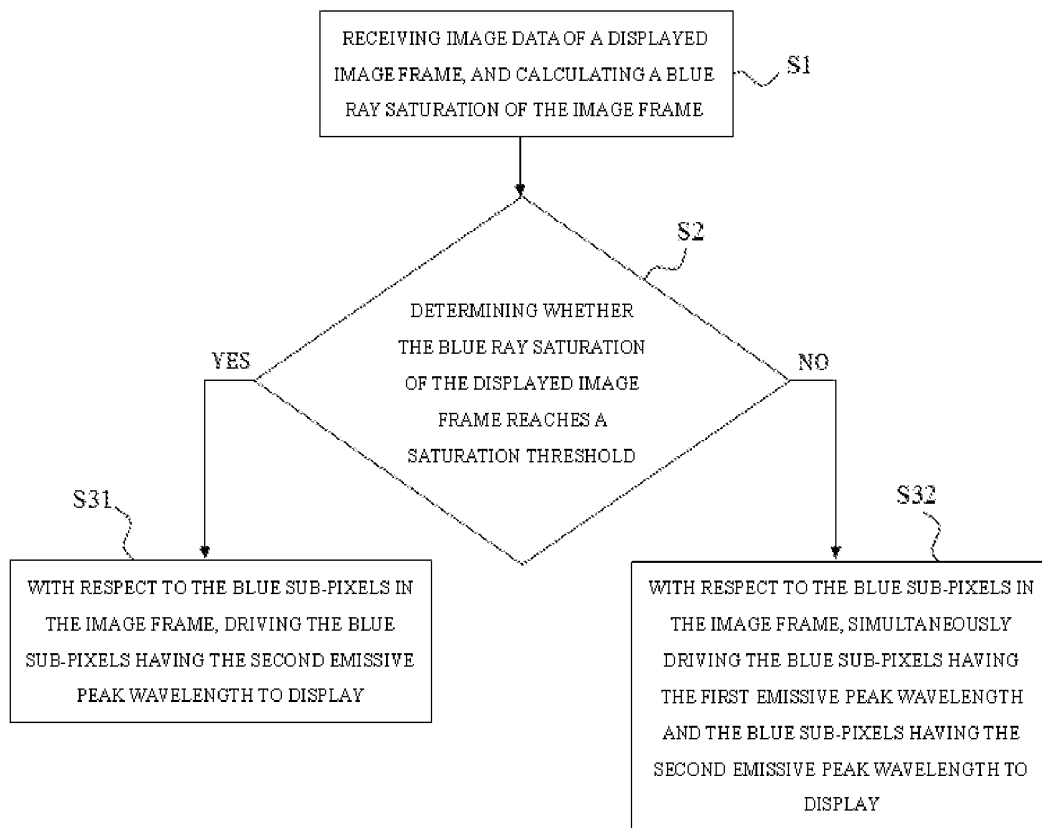 RECEIVING IMAGE DATA OF A DISPLAYED
IMAGE FRAME, AND CALCULATING A BLUE
RAY SATURATION OF THE IMAGE FRAME
S1
S2
DETERMINING WHETHER
THE BLUE RAY SATURATION
OF THE DISPLAYED IMAGE
FRAME REACHES A
SATURATION THRESHOLD
YES
NO
S31
WITH RESPECT TO THE BLUE SUB-PIXELS IN
THE IMAGE FRAME, DRIVING THE BLUE
SUB-PIXELS HAVING THE SECOND EMISSIVE
PEAK WAVELENGTH TO DISPLAY
S32
WITH RESPECT TO THE BLUE SUB-PIXELS IN
THE IMAGE FRAME, SIMULTANEOUSLY
DRIVING THE BLUE SUB-PIXELS HAVING
THE FIRST EMISSIVE PEAK WAVELENGTH
AND THE BLUE SUB-PIXELS HAVING THE
SECOND EMISSIVE PEAK WAVELENGTH TO
DISPLAY